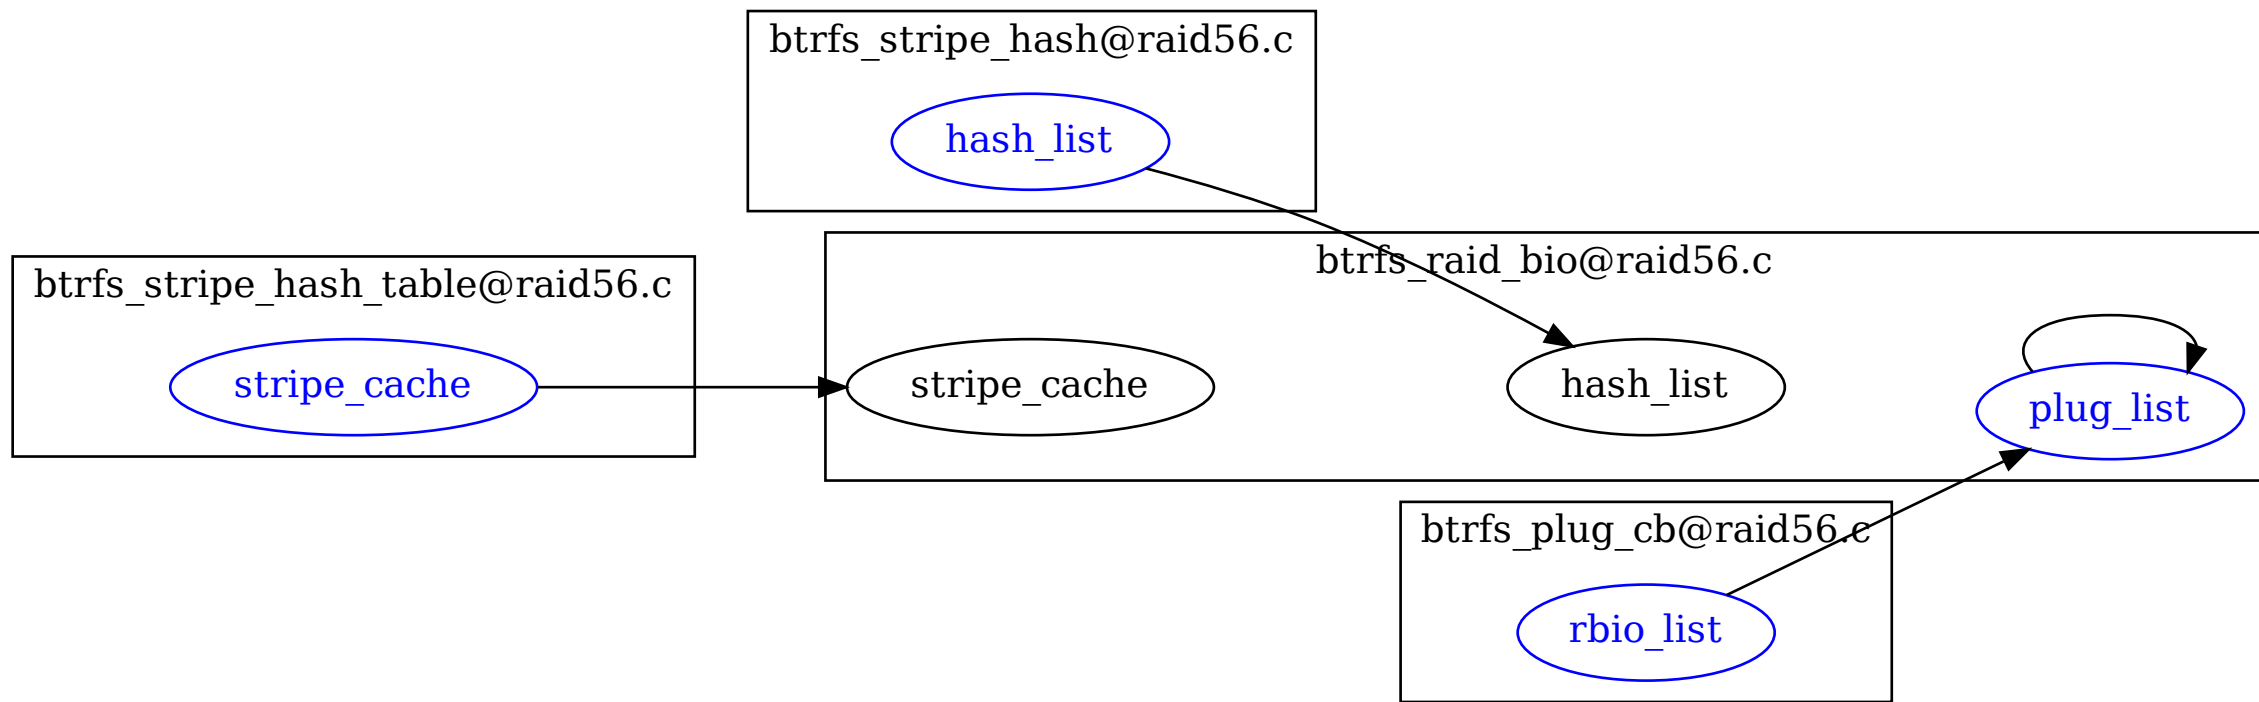 btrfs_stripe_hash@raid56.c
hash_list
btrfs_stripe_hash_table@raid56.c
stripe_cache
btrfs_raid_bio@raid56.c
stripe_cache
hash_list
plug_list
btrfs_plug_cb@raid56.c
rbio_list